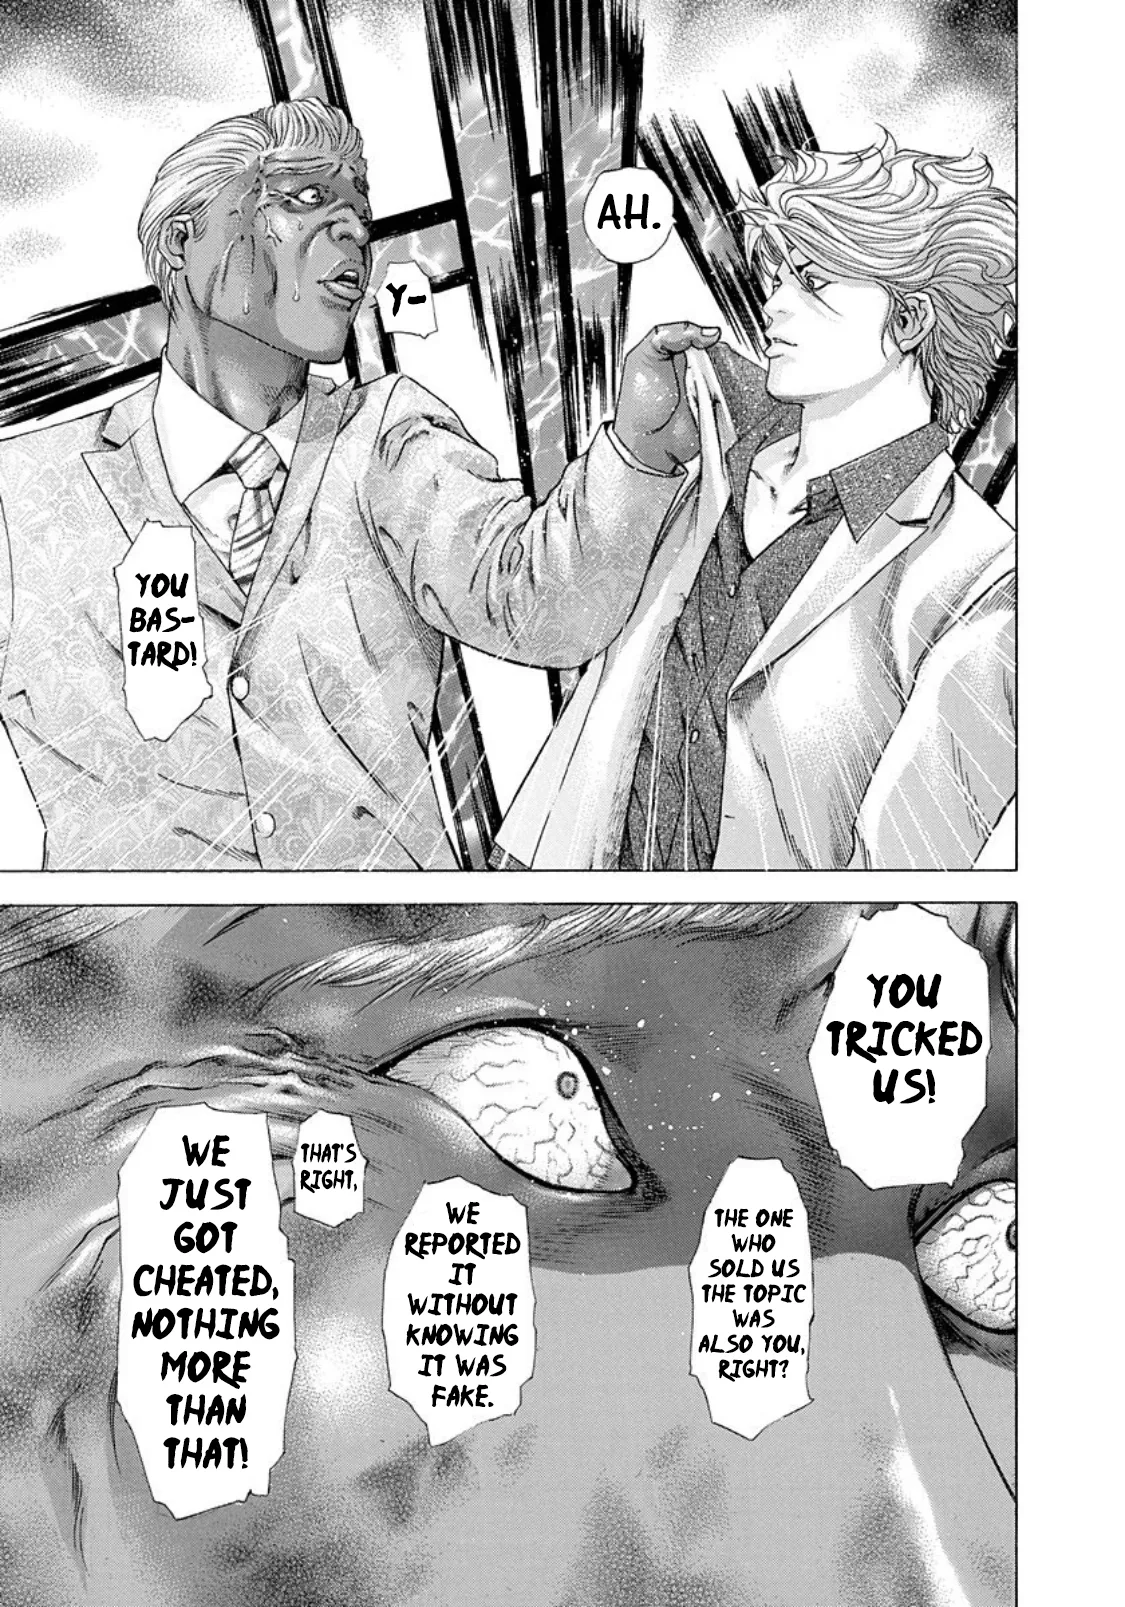 AH.
Y-
YOU
BAS-
TARD!
YOU
TRICKED
US!
THE ONE
WHO
SOLD US
THE TOPIC
WAS
ALSO YOU,
RIGHT?
WE
REPORTED
IT
WITHOUT
KNOWING
IT WAS
FAKE.
THAT'S
RIGHT,
WE
JUST
GOT
CHEATED,
NOTHING
MORE
THAN
THAT!